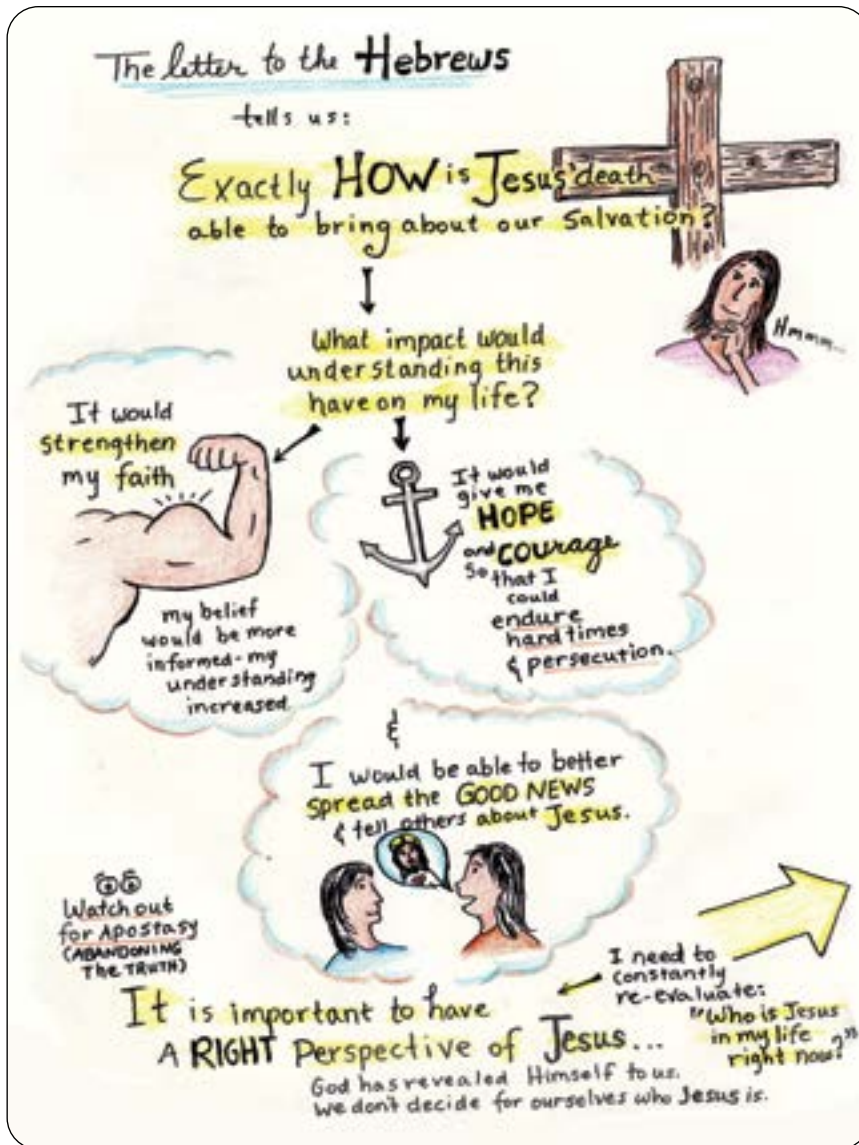 The letter to the Hebrews
tells us:
Exactly HOW is Jesus' death
able to bring about our Salvation?
Hmmm...
What impact would
understanding this
have on my life?
It would
strengthen
my faith
my belief
would be more
informed - my
understanding
increased.
It would
give me
HOPE
and COURAGE
so that I
could
endure
hard times
& persecution.
&
I would be able to better
spread the GOOD NEWS
& tell others about Jesus.
Watch out
for Apostasy
(ABANDONING
The TRUTH)
I need to
constantly
re-evaluate:
"Who is Jesus
in my life
right now?"
It is important to have
A RIGHT Perspective of Jesus...
God has revealed Himself to us.
We don't decide for ourselves who Jesus is.